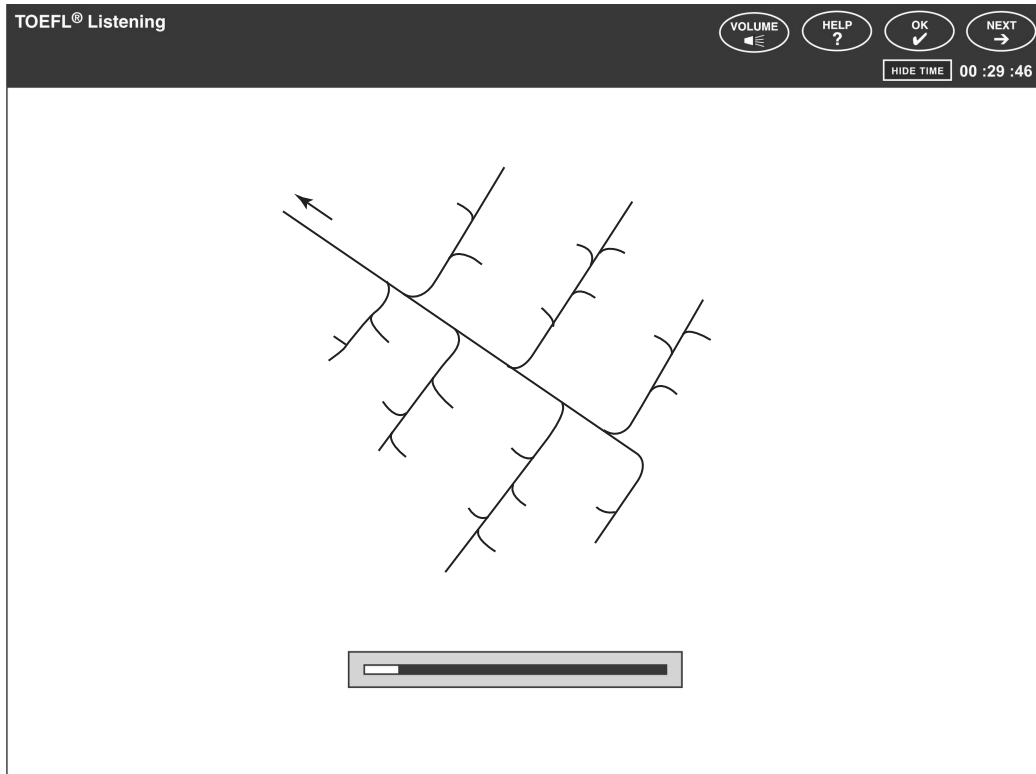 TOEFL® Listening
VOLUME
HELP
?
OK
NEXT
HIDE TIME 00 :29 :46